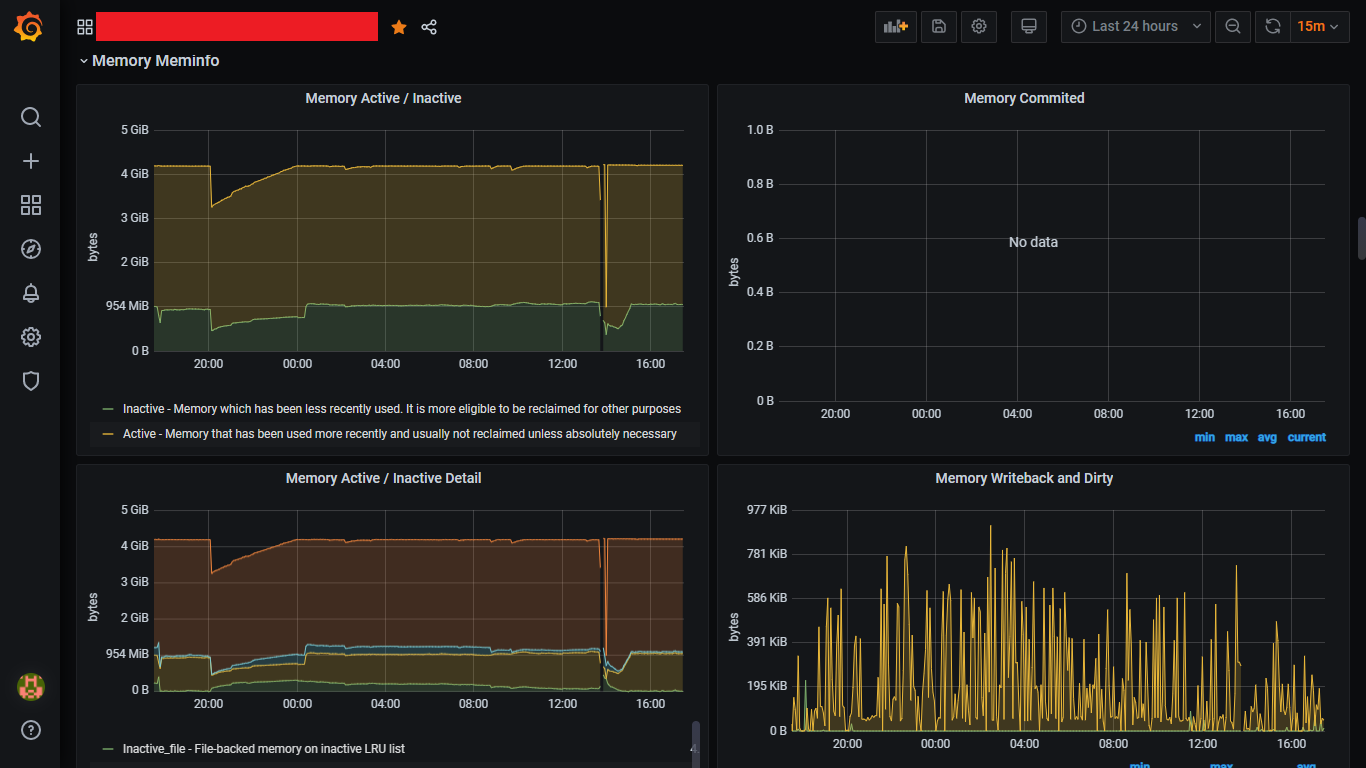 Last 24 hours
15m
Memory Meminfo
Memory Active / Inactive
5 GiB
4 GiB
3 GiB
2 GiB
954 MiB
0 B
bytes
20:00 00:00 04:00 08:00 12:00 16:00
Inactive - Memory which has been less recently used. It is more eligible to be reclaimed for other purposes
Active - Memory that has been used more recently and usually not reclaimed unless absolutely necessary
Memory Commited
1.0 B
0.8 B
0.6 B
0.4 B
0.2 B
0 B
bytes
No data
20:00 00:00 04:00 08:00 12:00 16:00
min max avg current
Memory Active / Inactive Detail
5 GiB
4 GiB
3 GiB
2 GiB
954 MiB
0 B
bytes
20:00 00:00 04:00 08:00 12:00 16:00
Inactive_file - File-backed memory on inactive LRU list
Memory Writeback and Dirty
977 KiB
781 KiB
586 KiB
391 KiB
195 KiB
0 B
bytes
20:00 00:00 04:00 08:00 12:00 16:00
min max avg